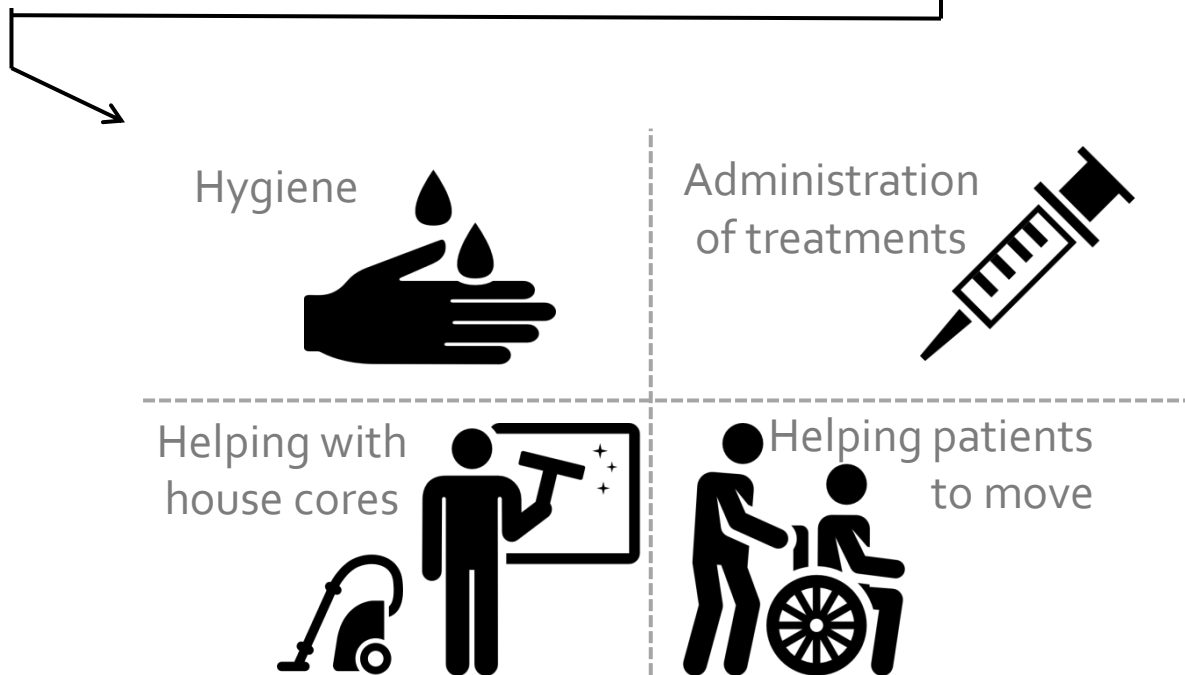 Hygiene
Administration
of treatments
Helping with
house cores
Helping patients
to move